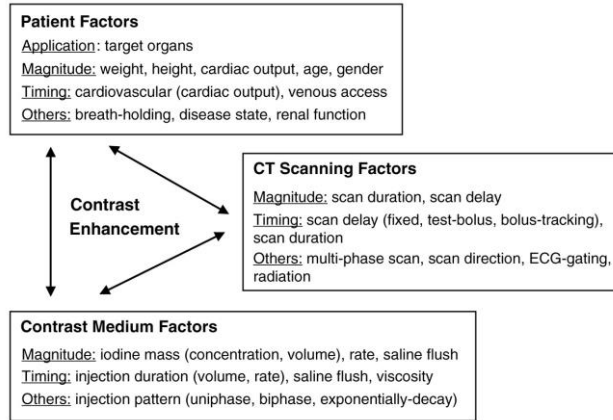 Patient Factors
Application: target organs
Magnitude: weight, height, cardiac output, age, gender
Timing: cardiovascular (cardiac output), venous access
Others: breath-holding, disease state, renal function
Contrast
Enhancement
CT Scanning Factors
Magnitude: scan duration, scan delay
Timing: scan delay (fixed, test-bolus, bolus-tracking),
scan duration
Others: multi-phase scan, scan direction, ECG-gating,
radiation
Contrast Medium Factors
Magnitude: iodine mass (concentration, volume), rate, saline flush
Timing: injection duration (volume, rate), saline flush, viscosity
Others: injection pattern (uniphase, biphase, exponentially-decay)